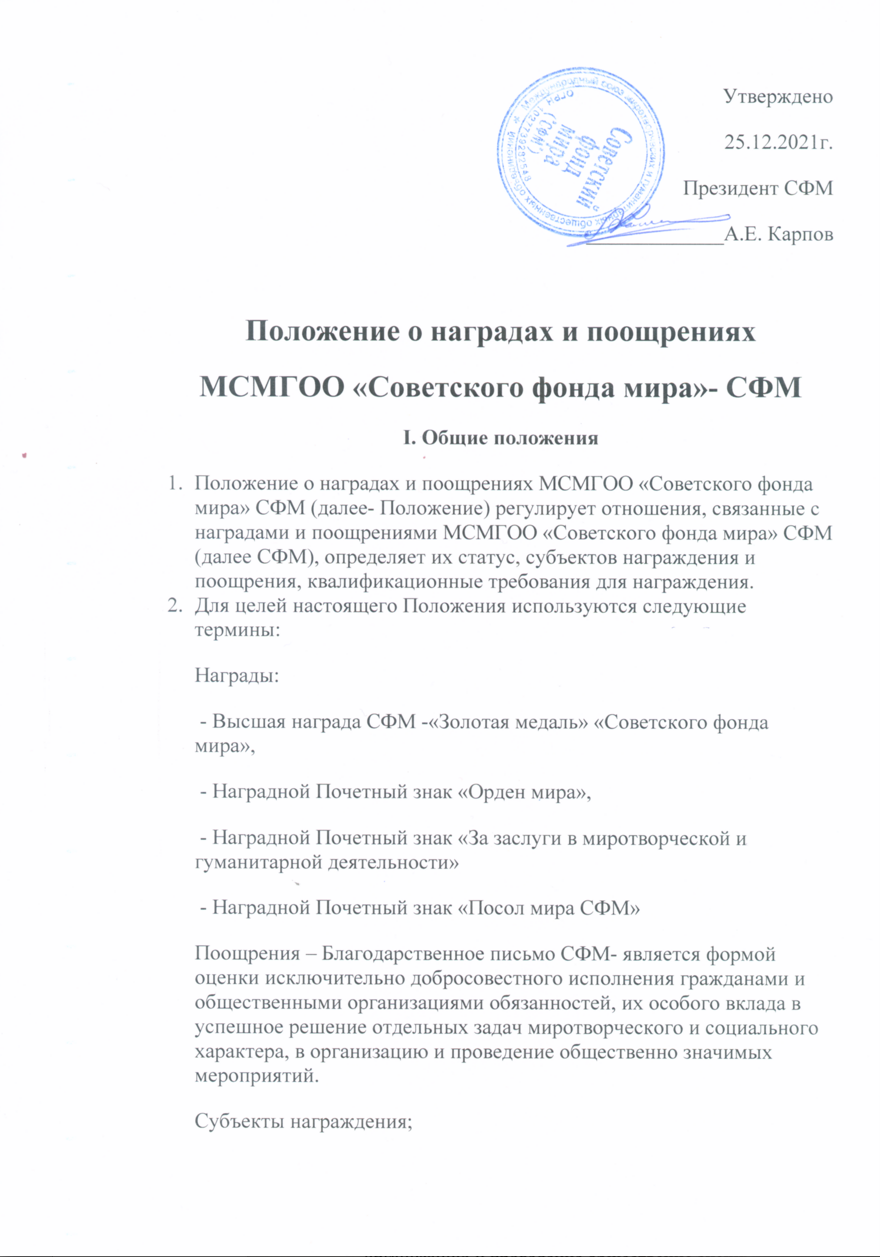 Утверждено
25.12.2021г.
Президент СФМ
А.Е. Карпов
Советский
фонд
мира
(СФМ)
Положение о наградах и поощрениях
МСМГОО «Советского фонда мира»- СФМ
I. Общие положения
1. Положение о наградах и поощрениях МСМГОО «Советского фонда
мира» СФМ (далее- Положение) регулирует отношения, связанные с
наградами и поощрениями МСМГОО «Советского фонда мира» СФМ
(далее СФМ), определяет их статус, субъектов награждения и
поощрения, квалификационные требования для награждения.
2. Для целей настоящего Положения используются следующие
термины:
Награды:
- Высшая награда СФМ -«Золотая медаль» «Советского фонда
мира»,
- Наградной Почетный знак «Орден мира»,
- Наградной Почетный знак «За заслуги в миротворческой и
гуманитарной деятельности»
- Наградной Почетный знак «Посол мира СФМ»
Поощрения – Благодарственное письмо СФМ- является формой
оценки исключительно добросовестного исполнения гражданами и
общественными организациями обязанностей, их особого вклада в
успешное решение отдельных задач миротворческого и социального
характера, в организацию и проведение общественно значимых
мероприятий.
Субъекты награждения;